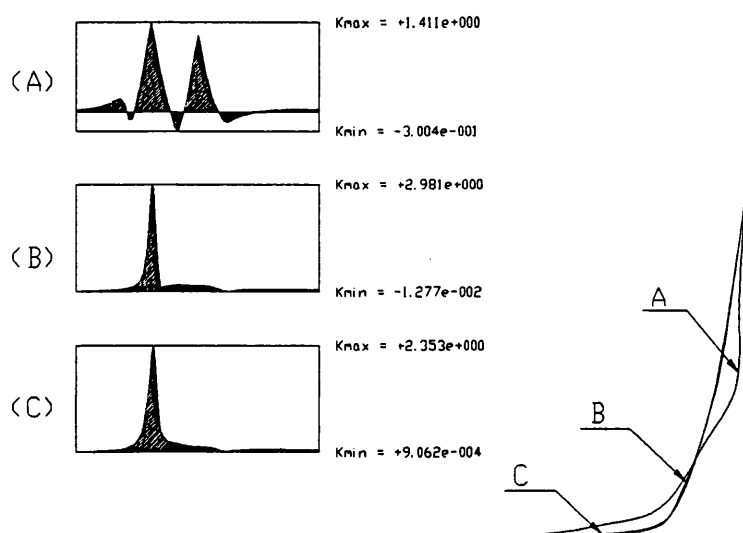 Kmax = +1.411e+000
(A)
Kmin = -3.004e-001
Kmax = +2.981e+000
(B)
Kmin = -1.277e-002
Kmax = +2.353e+000
(C)
Kmin = +9.062e-004
A
B
C